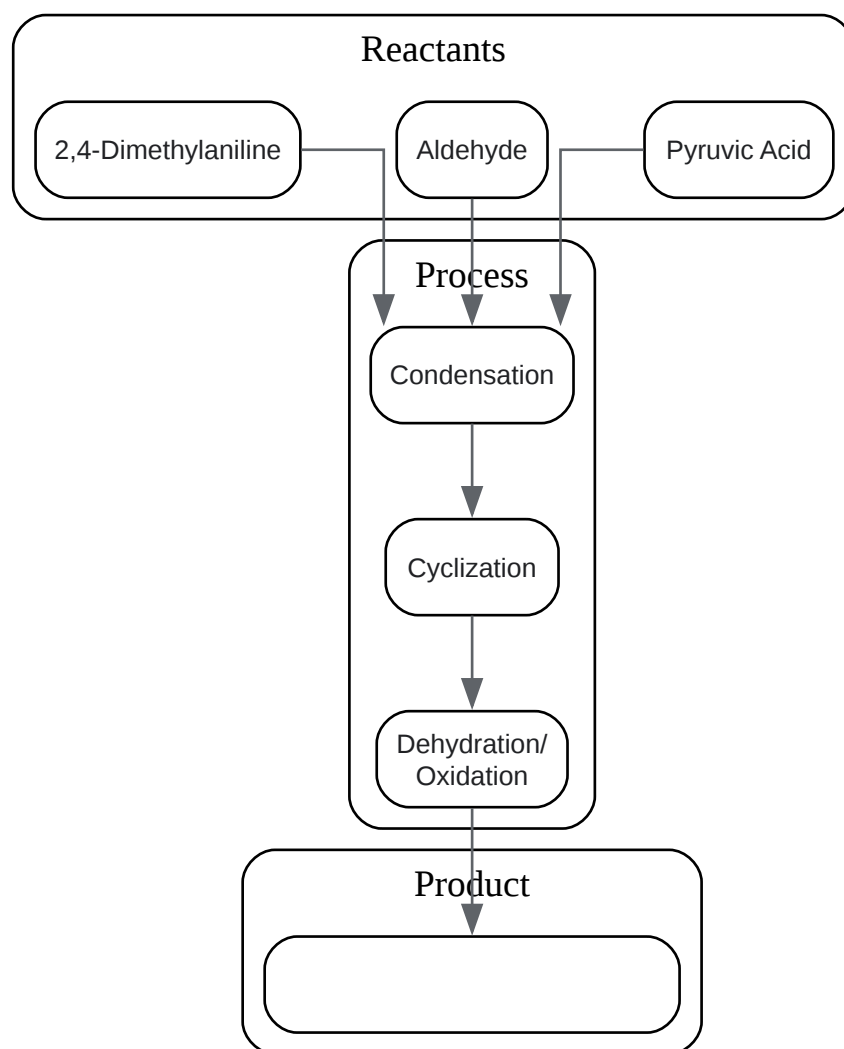 Reactants
2,4-Dimethylaniline
Aldehyde
Pyruvic Acid
Process
Condensation
Cyclization
Dehydration/
Oxidation
Product